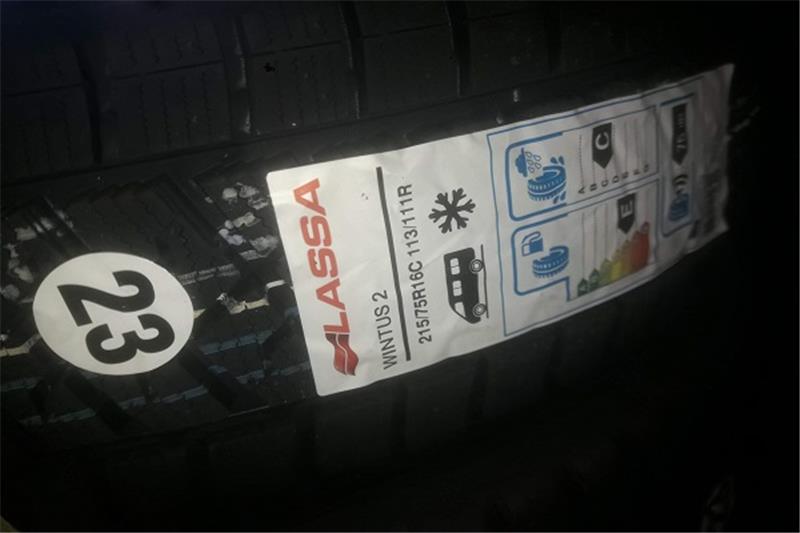 23
LASSA
WINTUS 2
215/75R16C 113/111R
C
A
B
C
D
E
F
G
E